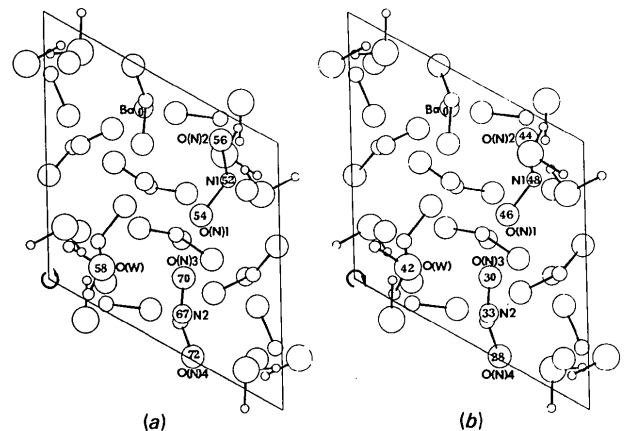 Ba
O(N)2
56
N1
52
54
O(N)1
O(N)3
58
O(W)
70
67
N2
72
O(N)4
(a)
Ba
O(N)2
44
N1
48
46
O(N)1
O(N)3
42
O(W)
30
33
N2
28
O(N)4
(b)